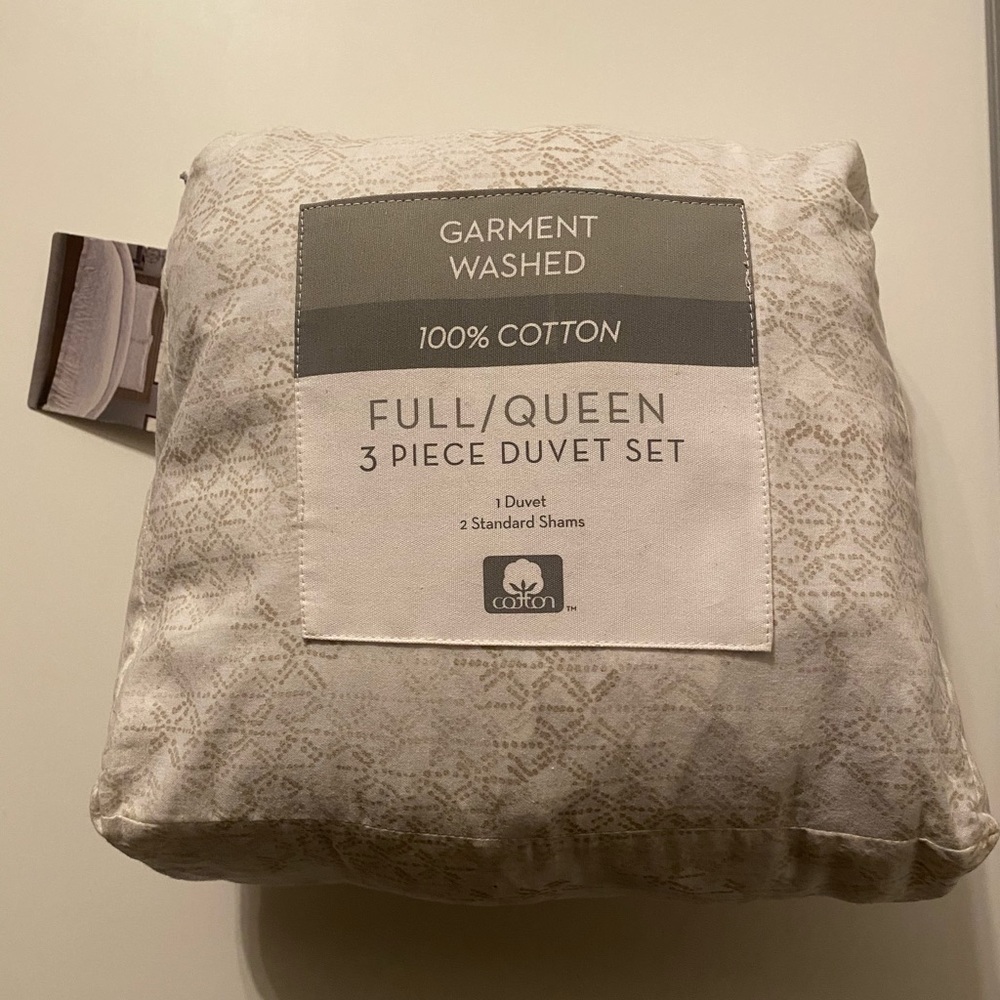 GARMENT
WASHED
100% COTTON
FULL/QUEEN
3 PIECE DUVET SET
1 Duvet
2 Standard Shams
cotton TM